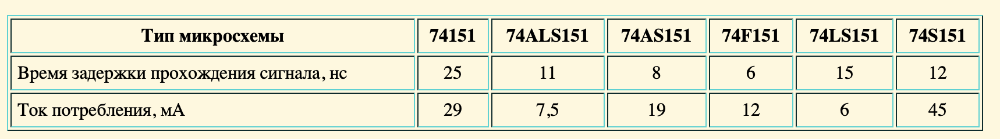 Тип микросхемы 74151 74ALS151 74AS151 74F151 74LS151 74S151
Время задержки прохождения сигнала, нс 25 11 8 6 15 12
Ток потребления, мА 29 7,5 19 12 6 45